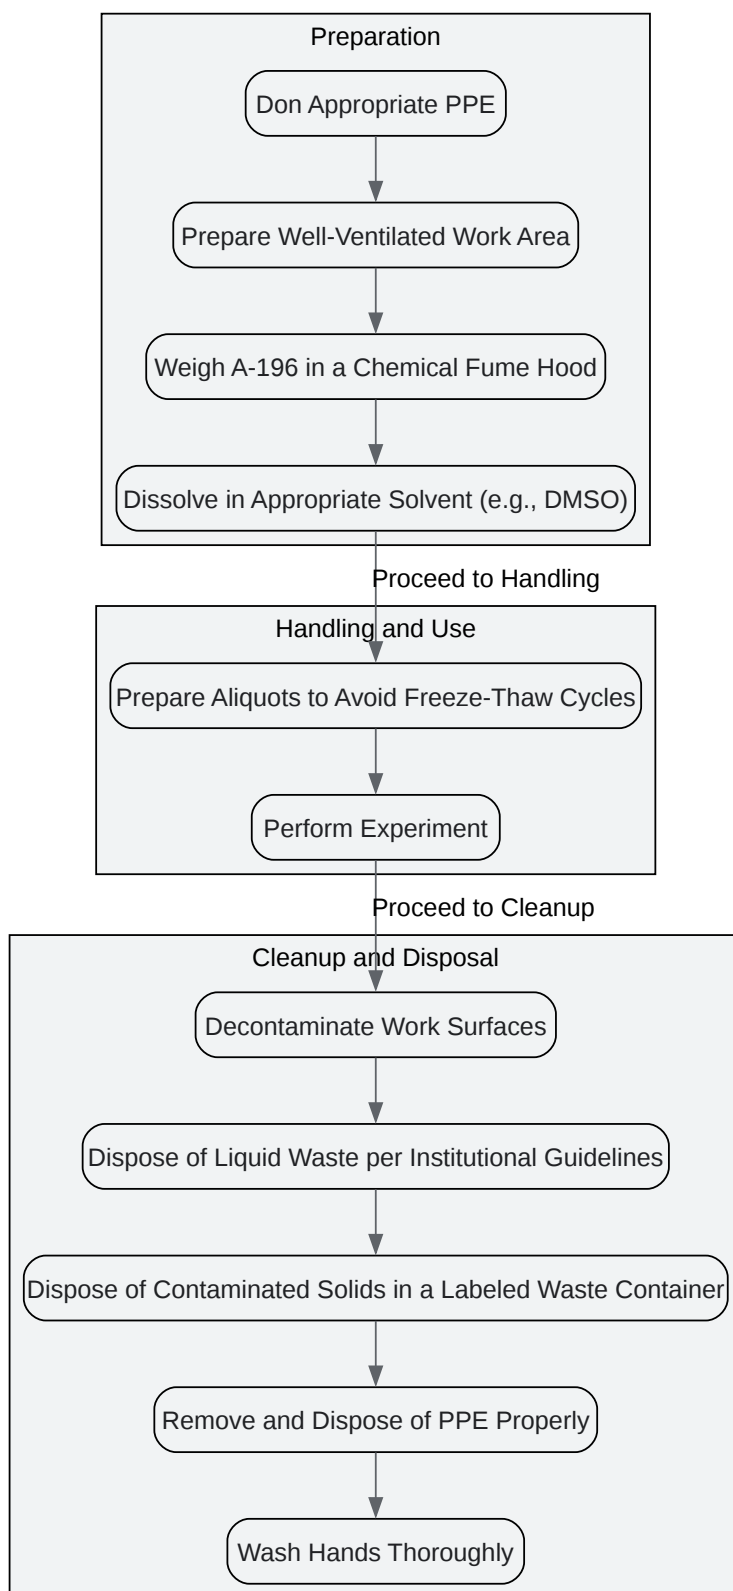 Preparation
Don Appropriate PPE
Prepare Well-Ventilated Work Area
Weigh A-196 in a Chemical Fume Hood
Dissolve in Appropriate Solvent (e.g., DMSO)
Proceed to Handling
Handling and Use
Prepare Aliquots to Avoid Freeze-Thaw Cycles
Perform Experiment
Proceed to Cleanup
Cleanup and Disposal
Decontaminate Work Surfaces
Dispose of Liquid Waste per Institutional Guidelines
Dispose of Contaminated Solids in a Labeled Waste Container
Remove and Dispose of PPE Properly
Wash Hands Thoroughly